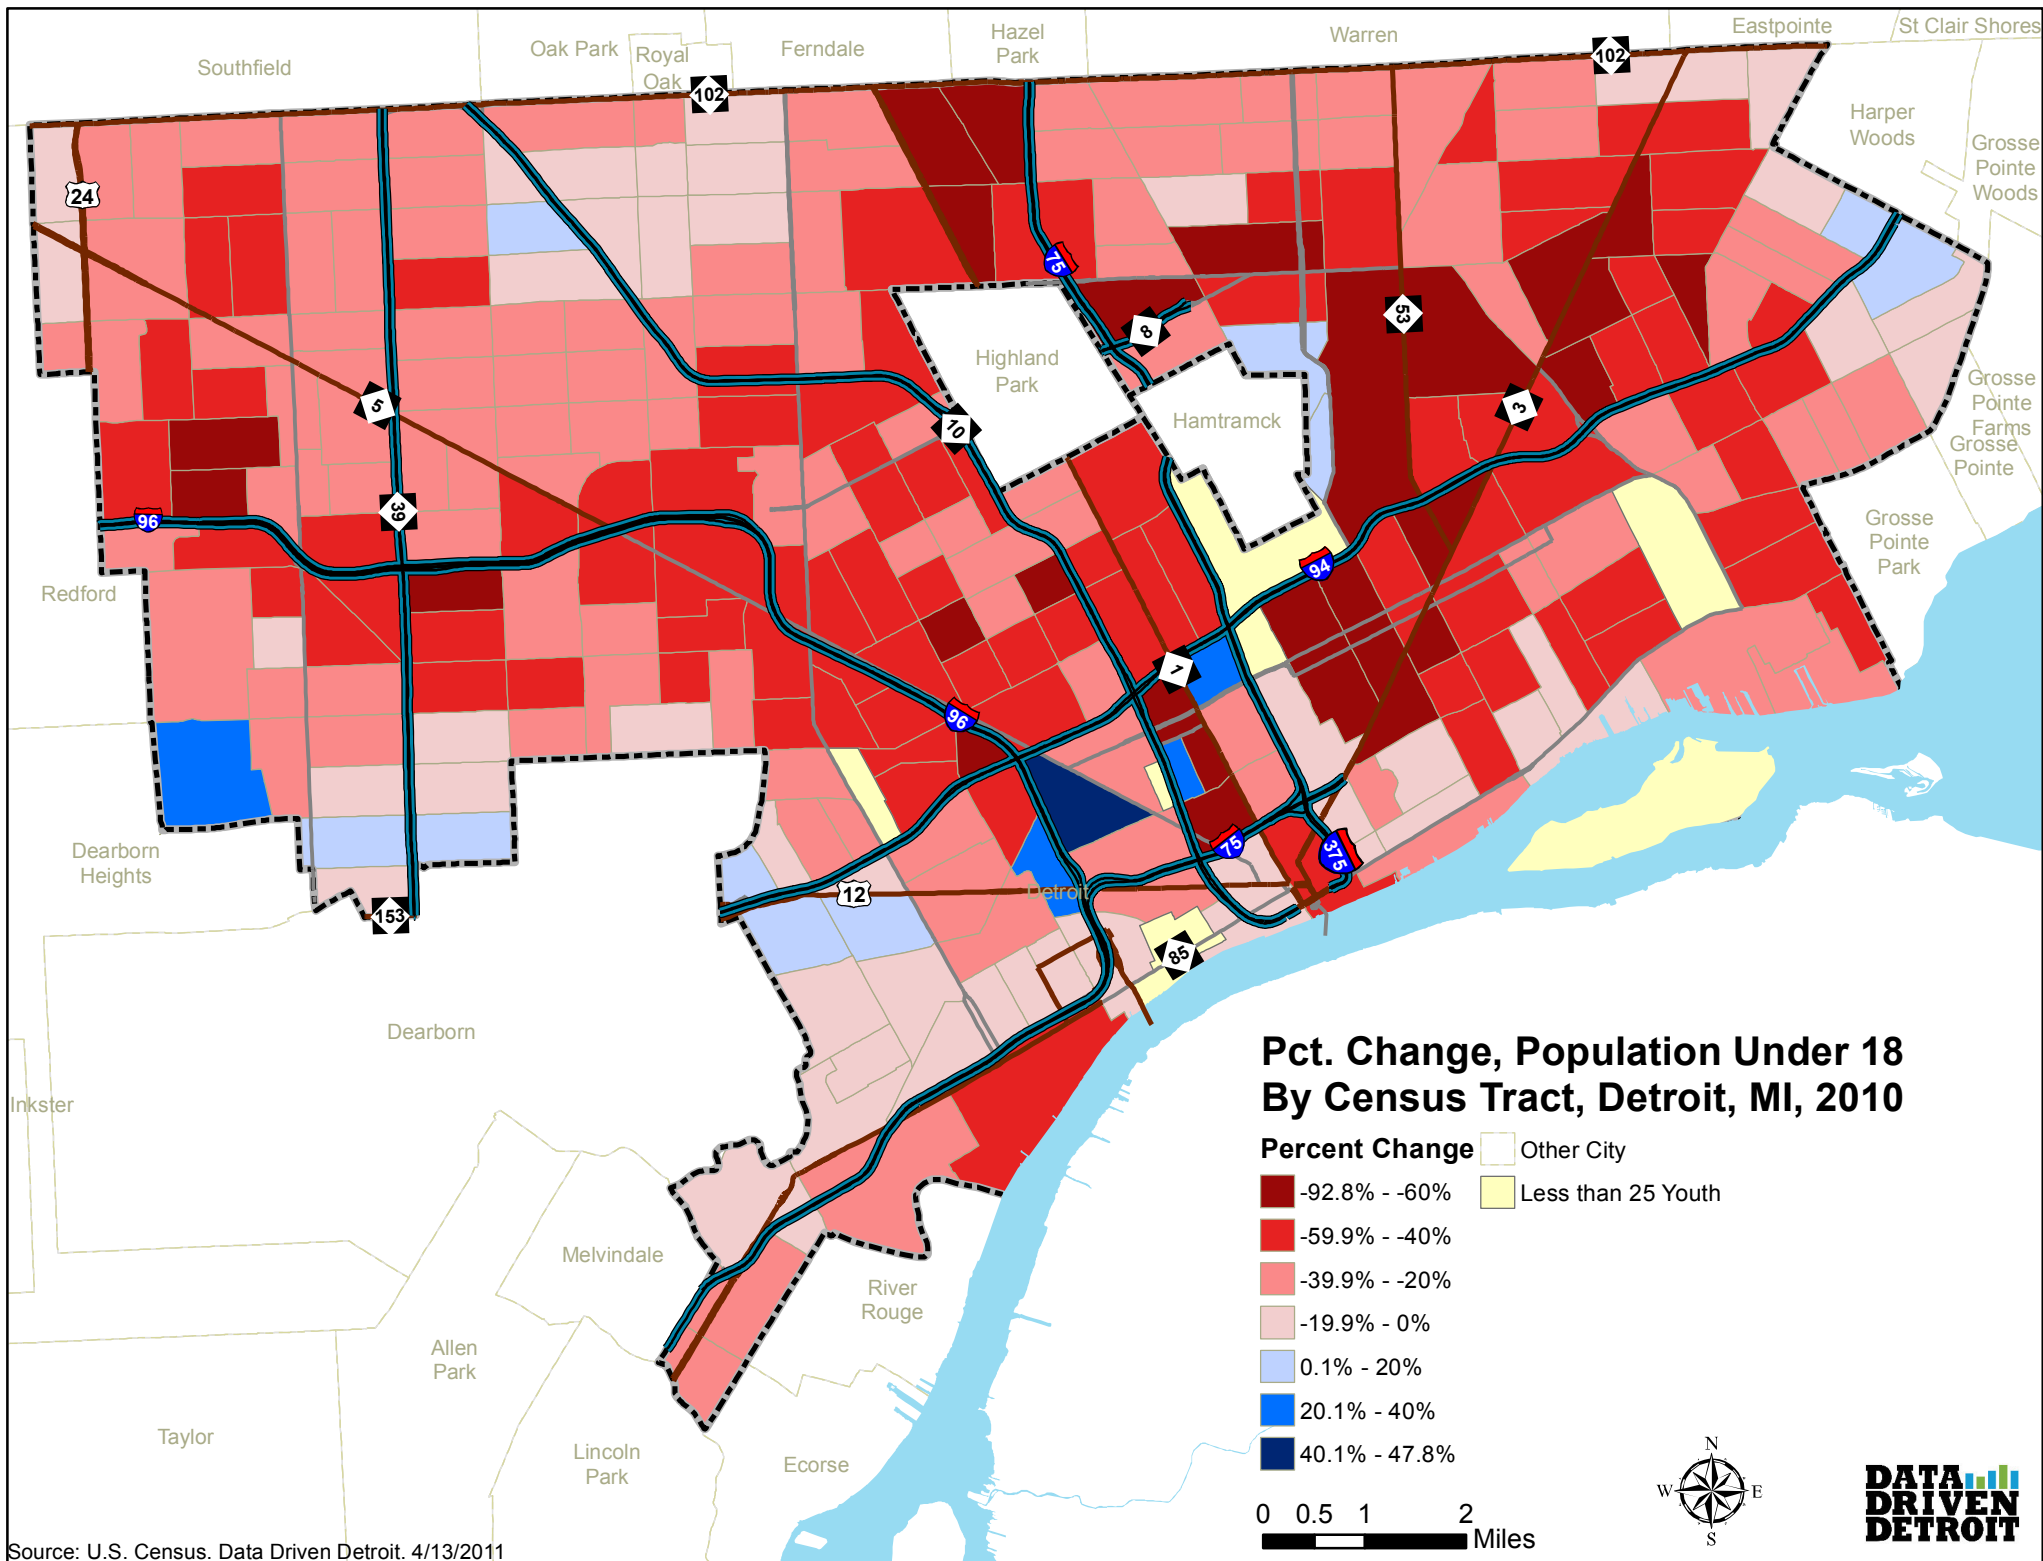 Southfield
Oak Park
Royal
Oak
Ferndale
Hazel
Park
Warren
Eastpointe
St Clair Shores
102
102
Harper
Woods
Grosse
Pointe
Woods
24
75
8
53
Highland
Park
Hamtramck
5
10
3
Grosse
Pointe
Farms
Grosse
Pointe
39
96
94
Grosse
Pointe
Park
Redford
1
96
Dearborn
Heights
75
375
12
Detroit
153
85
Dearborn
Inkster
Melvindale
River
Rouge
Allen
Park
Taylor
Lincoln
Park
Ecorse
Pct. Change, Population Under 18
By Census Tract, Detroit, MI, 2010
Percent Change
-92.8% - -60%
-59.9% - -40%
-39.9% - -20%
-19.9% - 0%
0.1% - 20%
20.1% - 40%
40.1% - 47.8%
Other City
Less than 25 Youth
0 0.5 1 2
Miles
N
W
E
S
DATA
DRIVEN
DETROIT
Source: U.S. Census. Data Driven Detroit. 4/13/2011